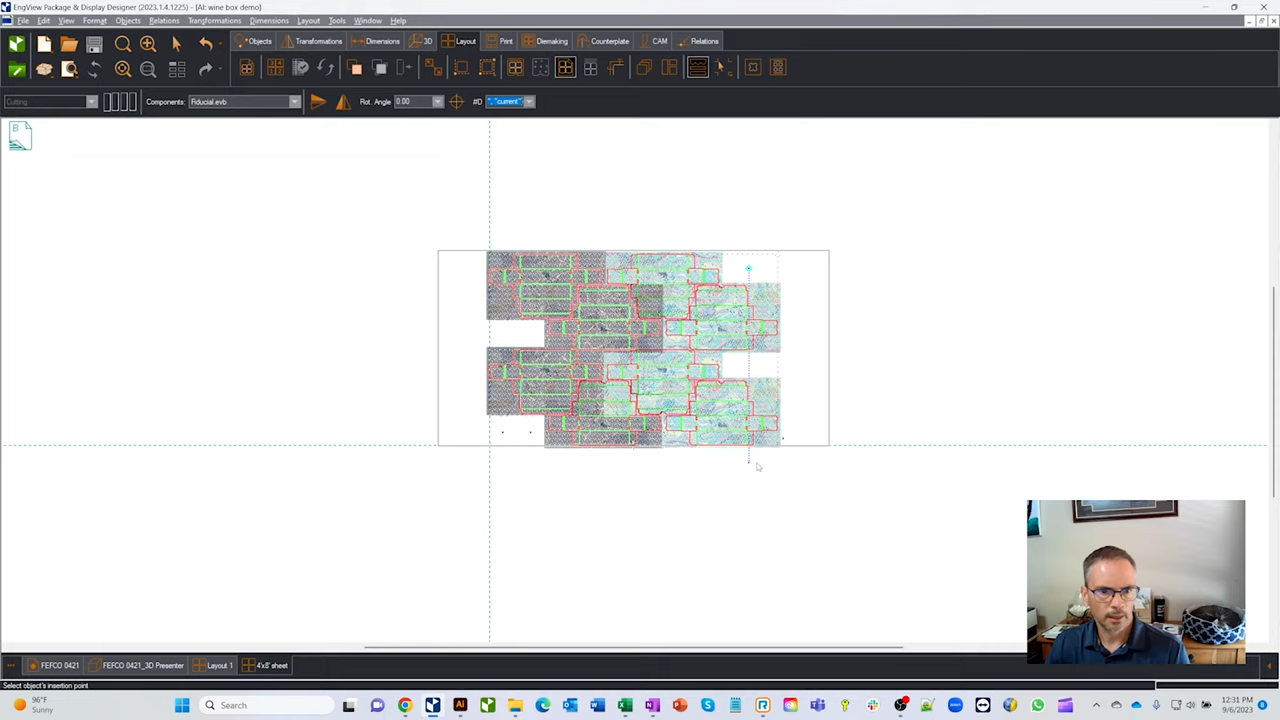 EngView Package & Display Designer (2023.1.4.1225) - [AI: wine box demo]
File Edit View Format Objects Relations Transformations Dimensions Layout Tools Window Help
Objects Transformations Dimensions 3D Layout Print Diemaking Counterplate CAM Relations
Cutting Components: Fiducial.evb Rot. Angle 0.00 #D *, "current"
B
FEFCO 0421 FEFCO 0421_3D Presenter Layout 1 4'x8' sheet
Select object's insertion point
96°F
Sunny
Search
12:31 PM
9/6/2023